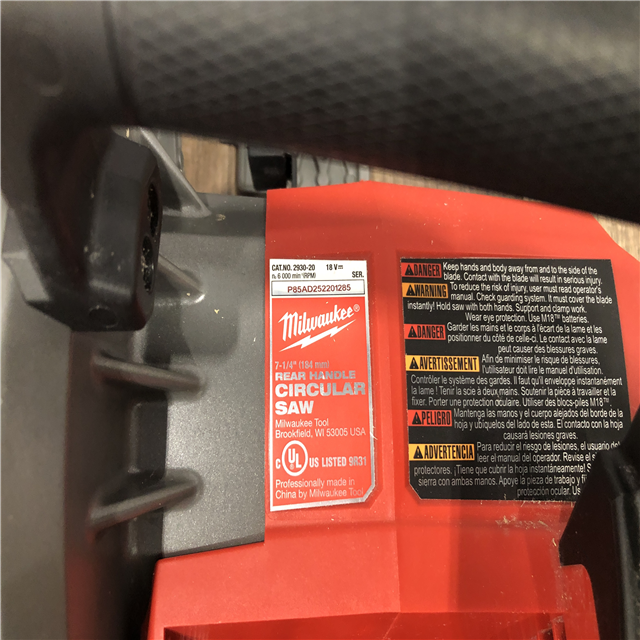 CAT.NO. 2930-20 18 V
n₀ 6 000 min⁻¹(RPM) SER.
P85AD252201285
Milwaukee®
7-1/4" (184 mm)
REAR HANDLE
CIRCULAR
SAW
Milwaukee Tool
Brookfield, WI 53005 USA
C UL US LISTED 9R31
Professionally made in
China by Milwaukee Tool
DANGER Keep hands and body away from and to the side of the
blade. Contact with the blade will result in serious injury.
WARNING To reduce the risk of injury, user must read operator's
manual. Check guarding system. It must cover the blade
instantly! Hold saw with both hands. Support and clamp work.
Wear eye protection. Use M18™ batteries.
DANGER Garder les mains et le corps à l'écart de la lame et les
positionner du côté de celle-ci. Le contact avec la lame
peut causer des blessures graves.
AVERTISSEMENT Afin de minimiser le risque de blessures,
l'utilisateur doit lire le manuel d'utilisation.
Contrôler le système des gardes. Il faut qu'il enveloppe instantanément
la lame! Tenir la scie à deux mains. Soutenir la pièce à travailler et la
fixer. Porter une protection oculaire. Utiliser des blocs-piles M18™.
PELIGRO Mantenga las manos y el cuerpo alejados del borde de la
hoja y ubíquelos del lado de esta. El contacto con la hoja
causará lesiones graves.
ADVERTENCIA Para reducir el riesgo de lesiones, el usuario del
leer el manual del operador. Revise el si
protectores. ¡Tiene que cubrir la hoja instantáneamente! S
sierra con ambas manos. Apoye la pieza de trabajo y f
protección ocular. Us